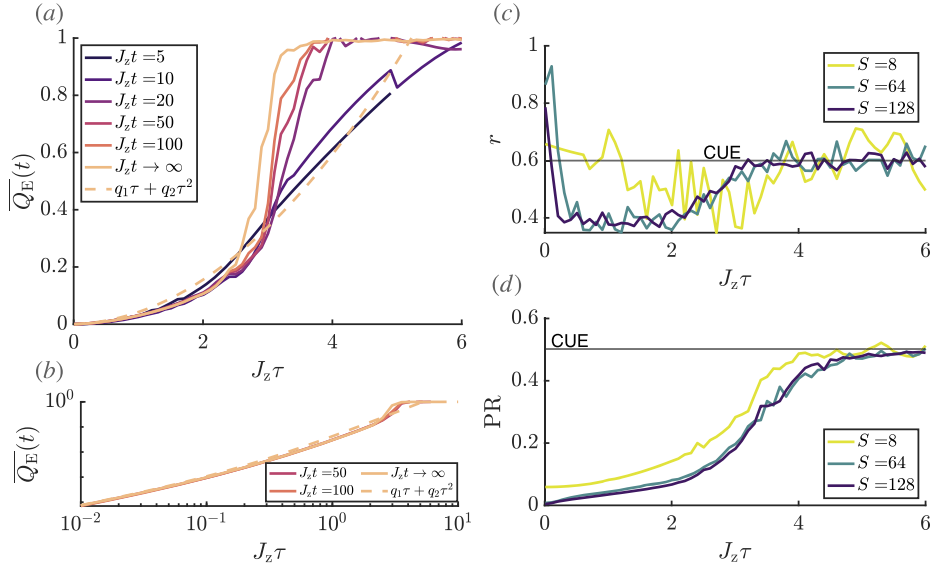 (a)
1
0.8
0.6
0.4
0.2
0
0 2 4 6
J_z τ
\overline{Q_E}(t)
J_z t = 5
J_z t = 10
J_z t = 20
J_z t = 50
J_z t = 100
J_z t → ∞
q_1 τ + q_2 τ^2
(b)
10^0
\overline{Q_E}(t)
J_z t = 50 J_z t → ∞
J_z t = 100 q_1 τ + q_2 τ^2
10^{-2} 10^{-1} 10^0 10^1
J_z τ
(c)
1
0.8
0.6
0.4
r
CUE
S = 8
S = 64
S = 128
0 2 4 6
J_z τ
(d)
0.6
0.4
0.2
0
PR
CUE
S = 8
S = 64
S = 128
0 2 4 6
J_z τ